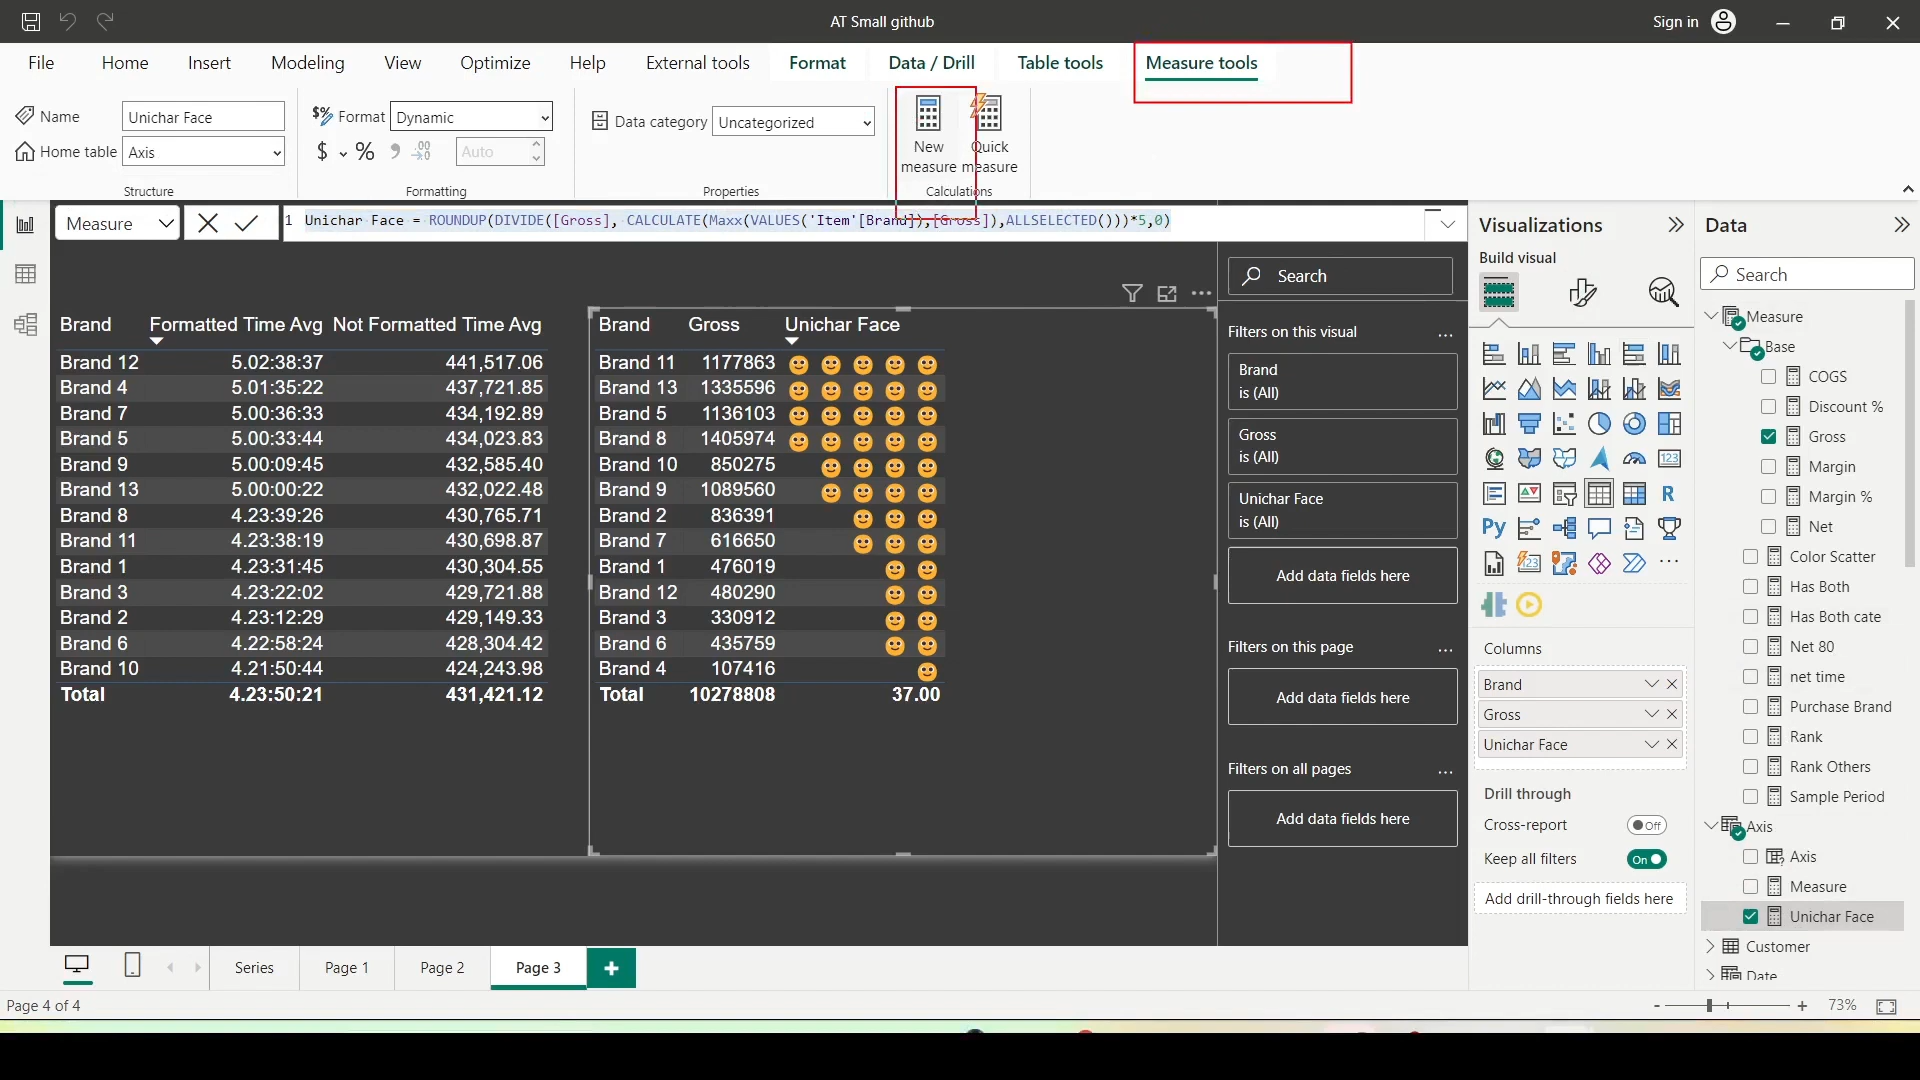 AT Small github
Sign in
File Home Insert Modeling View Optimize Help External tools Format Data / Drill Table tools Measure tools
Name Unichar Face
Home table Axis
Structure
Format Dynamic
$ % Auto
Formatting
Data category Uncategorized
Properties
New measure
Quick measure
Calculations
Measure
1 Unichar Face = ROUNDUP(DIVIDE([Gross], CALCULATE(Maxx(VALUES('Item'[Brand]),[Gross]),ALLSELECTED()))*5,0)
Brand Formatted Time Avg Not Formatted Time Avg
Brand 12 5.02:38:37 441,517.06
Brand 4 5.01:35:22 437,721.85
Brand 7 5.00:36:33 434,192.89
Brand 5 5.00:33:44 434,023.83
Brand 9 5.00:09:45 432,585.40
Brand 13 5.00:00:22 432,022.48
Brand 8 4.23:39:26 430,765.71
Brand 11 4.23:38:19 430,698.87
Brand 1 4.23:31:45 430,304.55
Brand 3 4.23:22:02 429,721.88
Brand 2 4.23:12:29 429,149.33
Brand 6 4.22:58:24 428,304.42
Brand 10 4.21:50:44 424,243.98
Total 4.23:50:21 431,421.12
Brand Gross Unichar Face
Brand 11 1177863
Brand 13 1335596
Brand 5 1136103
Brand 8 1405974
Brand 10 850275
Brand 9 1089560
Brand 2 836391
Brand 7 616650
Brand 1 476019
Brand 12 480290
Brand 3 330912
Brand 6 435759
Brand 4 107416
Total 10278808 37.00
Search
Filters on this visual ...
Brand
is (All)
Gross
is (All)
Unichar Face
is (All)
Add data fields here
Filters on this page ...
Add data fields here
Filters on all pages ...
Add data fields here
Visualizations
Build visual
123
R
Py
123
...
Columns
Brand
Gross
Unichar Face
Drill through
Cross-report Off
Keep all filters On
Add drill-through fields here
Data
Search
Measure
Base
COGS
Discount %
Gross
Margin
Margin %
Net
Color Scatter
Has Both
Has Both cate
Net 80
net time
Purchase Brand
Rank
Rank Others
Sample Period
Axis
Axis
Measure
Unichar Face
Customer
Date
Series Page 1 Page 2 Page 3 +
Page 4 of 4
- + 73%